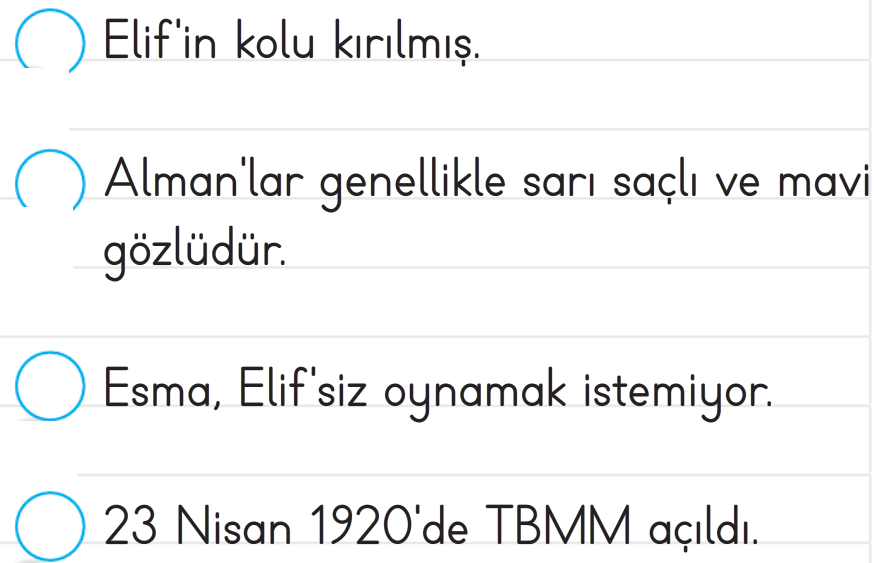 Elif'in kolu kırılmış.
Alman'lar genellikle sarı saçlı ve mavi
gözlüdür.
Esma, Elif'siz oynamak istemiyor.
23 Nisan 1920'de TBMM açıldı.